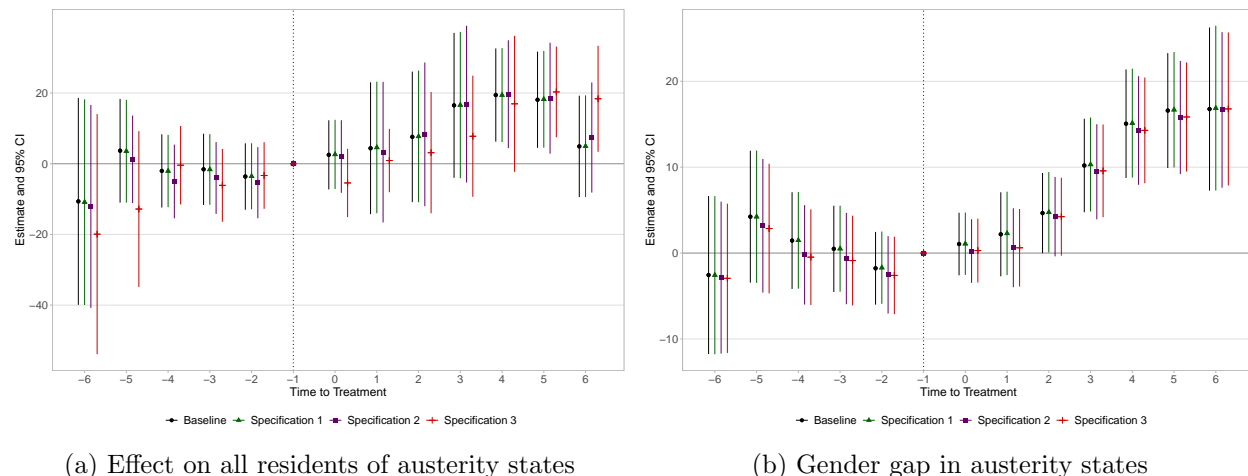 Estimate and 95% CI
20
0
−20
−40
−6 −5 −4 −3 −2 −1 0 1 2 3 4 5 6
Time to Treatment
Baseline Specification 1 Specification 2 Specification 3
(a) Effect on all residents of austerity states
Estimate and 95% CI
20
10
0
−10
−6 −5 −4 −3 −2 −1 0 1 2 3 4 5 6
Time to Treatment
Baseline Specification 1 Specification 2 Specification 3
(b) Gender gap in austerity states